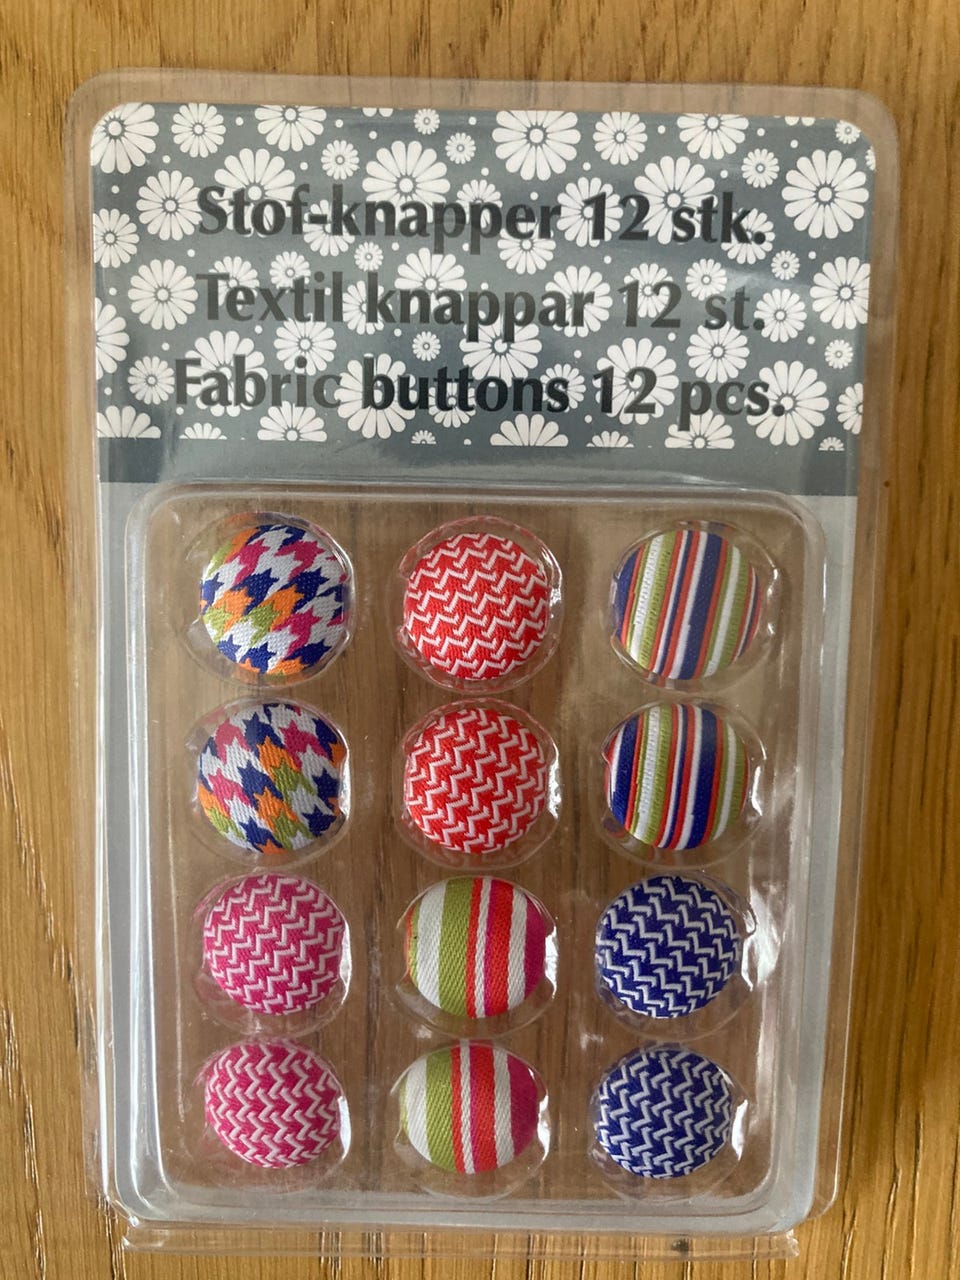 Stof-knapper 12 stk.
Textil knappar 12 st.
Fabric buttons 12 pcs.